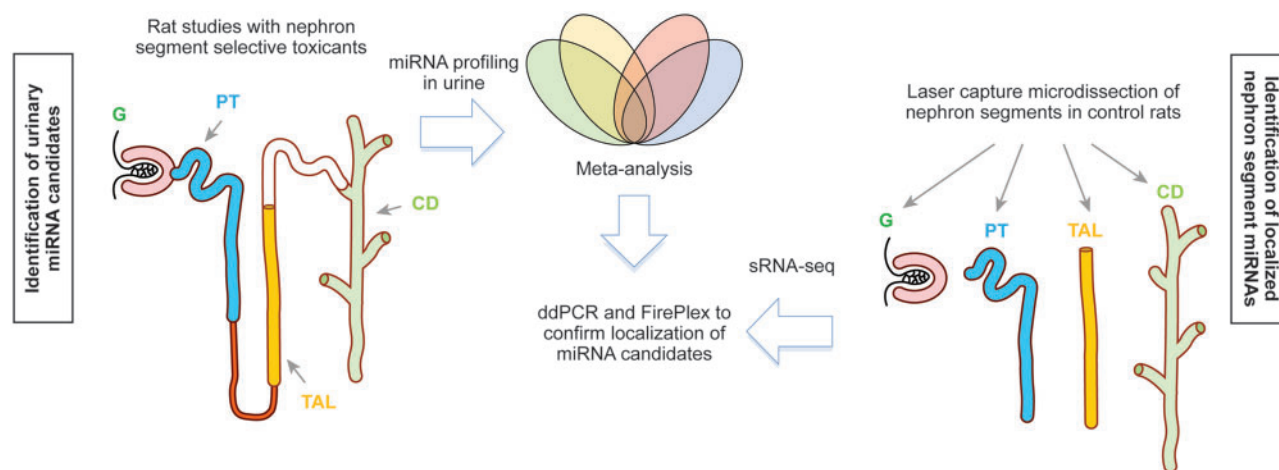 Identification of urinary
miRNA candidates
Rat studies with nephron
segment selective toxicants
G
PT
CD
TAL
miRNA profiling
in urine
Meta-analysis
ddPCR and FirePlex to
confirm localization of
miRNA candidates
sRNA-seq
Laser capture microdissection of
nephron segments in control rats
G
PT
TAL
CD
Identification of localized
nephron segment miRNAs